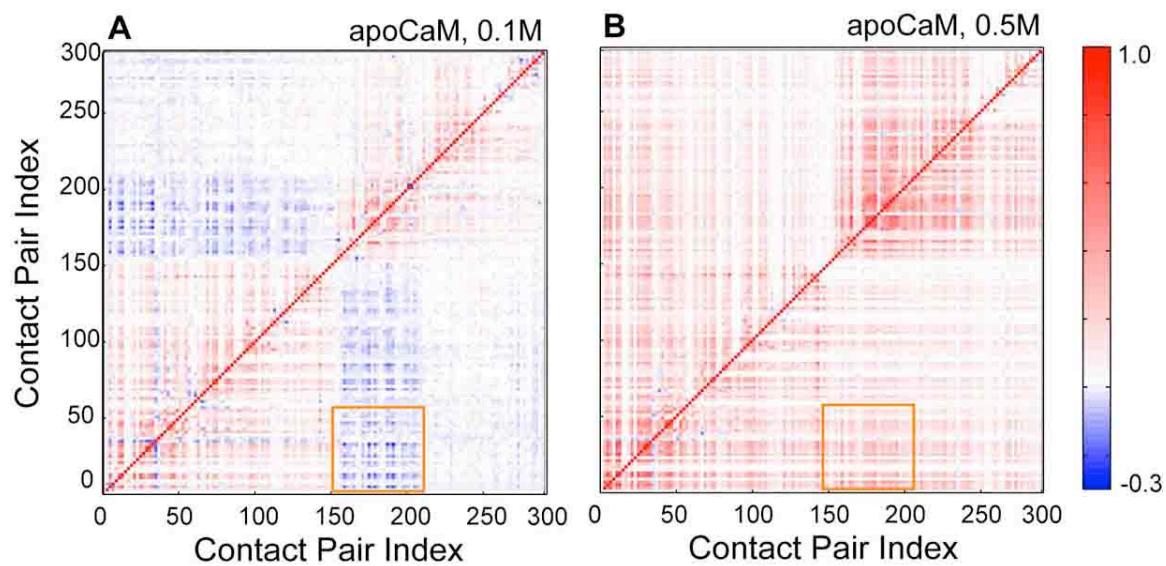 A apoCaM, 0.1M
B apoCaM, 0.5M
300
250
200
150
100
50
0
0 50 100 150 200 250 300
0 50 100 150 200 250 300
Contact Pair Index
Contact Pair Index
Contact Pair Index
1.0
-0.3